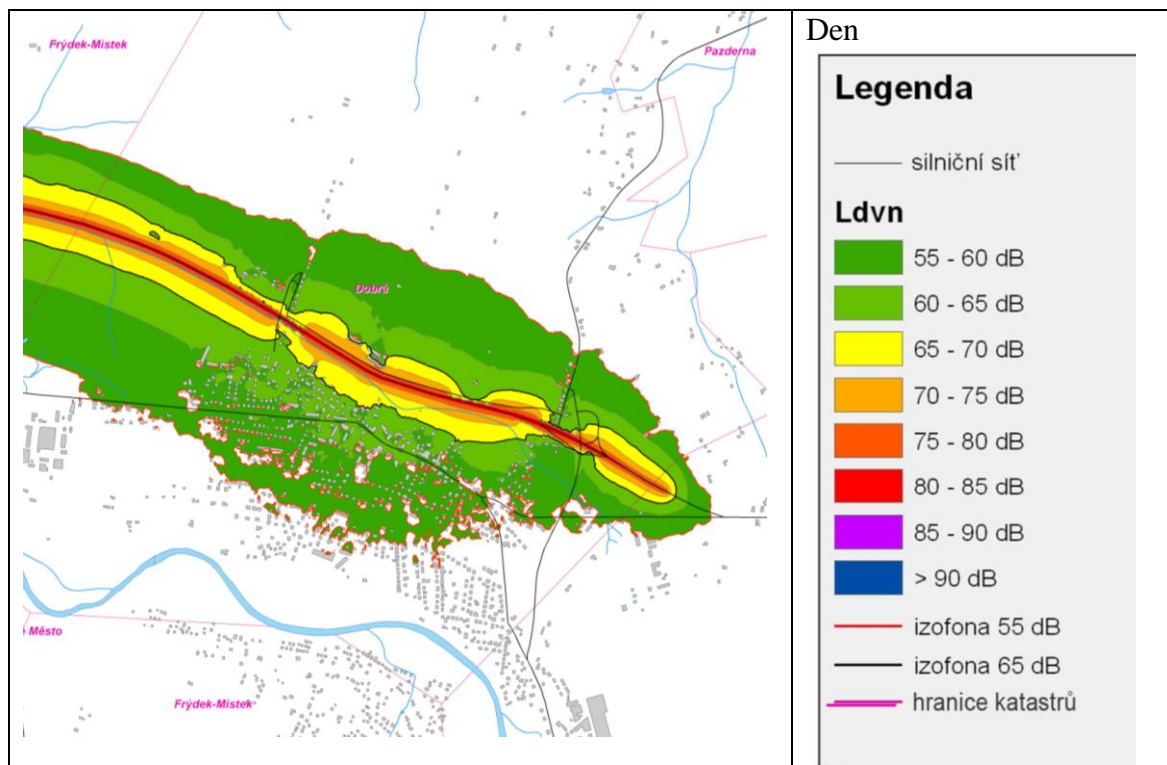 Frýdek-Místek
Pazderna
Dobrá
é Město
Frýdek-Místek
Den
Legenda
silniční síť
Ldvn
55 - 60 dB
60 - 65 dB
65 - 70 dB
70 - 75 dB
75 - 80 dB
80 - 85 dB
85 - 90 dB
> 90 dB
izofona 55 dB
izofona 65 dB
hranice katastrů